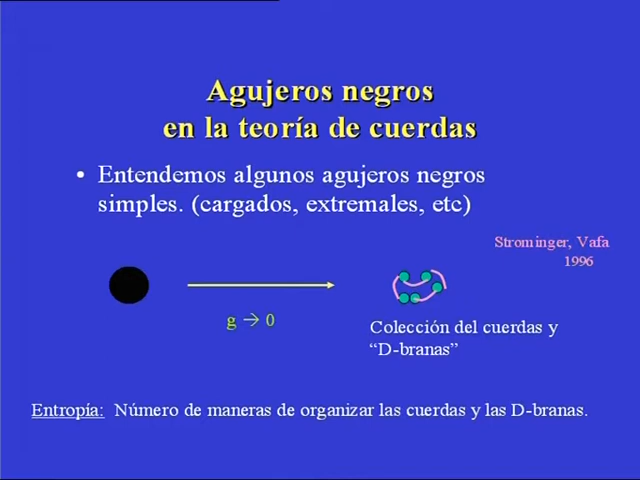 Agujeros negros
en la teoría de cuerdas
• Entendemos algunos agujeros negros
simples. (cargados, extremales, etc)
Strominger, Vafa
1996
g → 0
Colección del cuerdas y
“D-branas”
Entropía: Número de maneras de organizar las cuerdas y las D-branas.